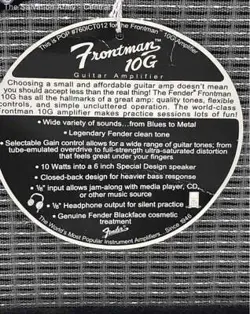 The Salvation Army - Central
This is POP #7601CT012 for the Frontman 10G Amplifier
Frontman
10G
Guitar Amplifier
Choosing a small and affordable guitar amp doesn't mean
you should accept less than the real thing! The Fender® Frontman
10G has all the hallmarks of a great amp: quality tones, flexible
controls, and simple uncluttered operation. The world-class
Frontman 10G amplifier makes practice sessions lots of fun!
• Wide variety of sounds...from Blues to Metal
• Legendary Fender clean tone
• Selectable Gain control allows for a wide range of guitar tones; from
tube-emulated overdrive to full-strength ultra-saturated distortion
that feels great under your fingers
• 10 Watts into a 6 inch Special Design speaker
• Closed-back design for heavier bass response
• ⅛" input allows jam-along with media player, CD
or other music source
• ⅛" Headphone output for silent practice
• Genuine Fender Blackface cosmetic
treatment
Fender
The World's Most Popular Instrument Amplifiers - Since 1946